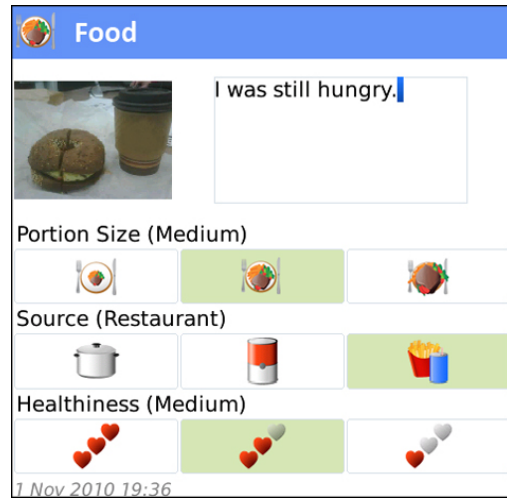 Food
I was still hungry.
Portion Size (Medium)
Source (Restaurant)
Healthiness (Medium)
1 Nov 2010 19:36